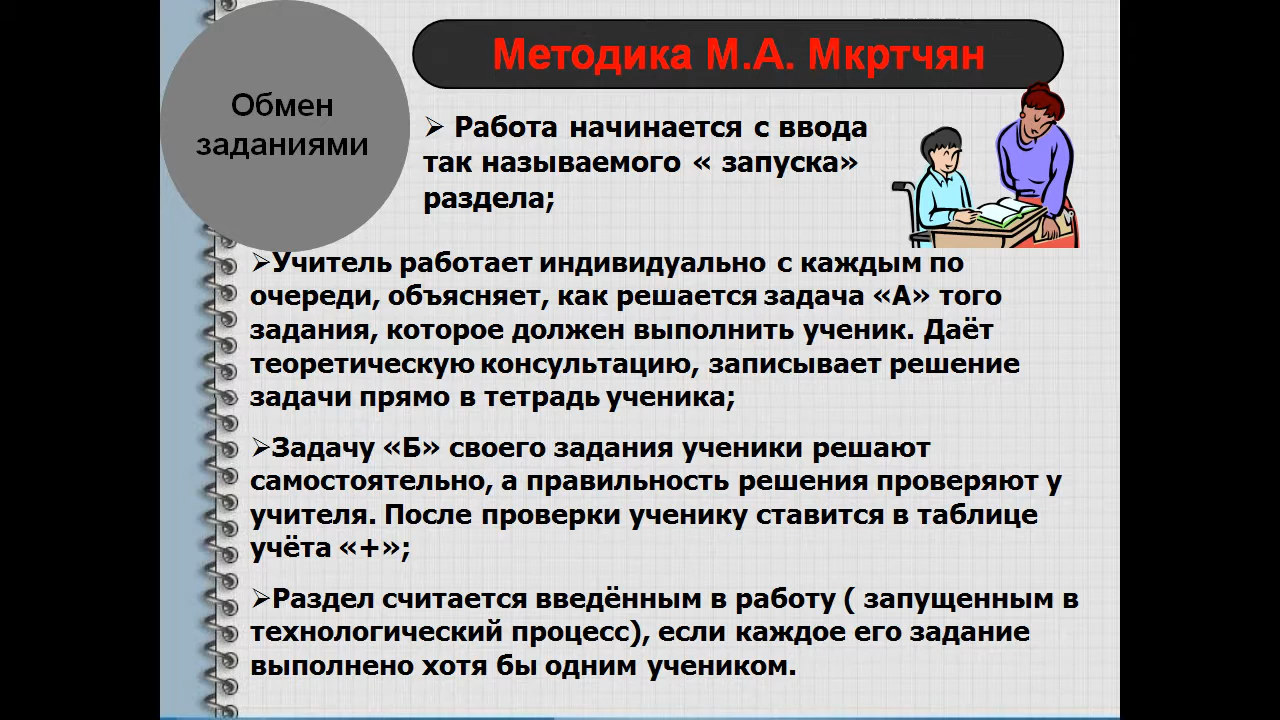 Обмен
заданиями
Методика М.А. Мкртчян
➢ Работа начинается с ввода
так называемого « запуска»
раздела;
➢Учитель работает индивидуально с каждым по
очереди, объясняет, как решается задача «А» того
задания, которое должен выполнить ученик. Даёт
теоретическую консультацию, записывает решение
задачи прямо в тетрадь ученика;
➢Задачу «Б» своего задания ученики решают
самостоятельно, а правильность решения проверяют у
учителя. После проверки ученику ставится в таблице
учёта «+»;
➢Раздел считается введённым в работу ( запущенным в
технологический процесс), если каждое его задание
выполнено хотя бы одним учеником.